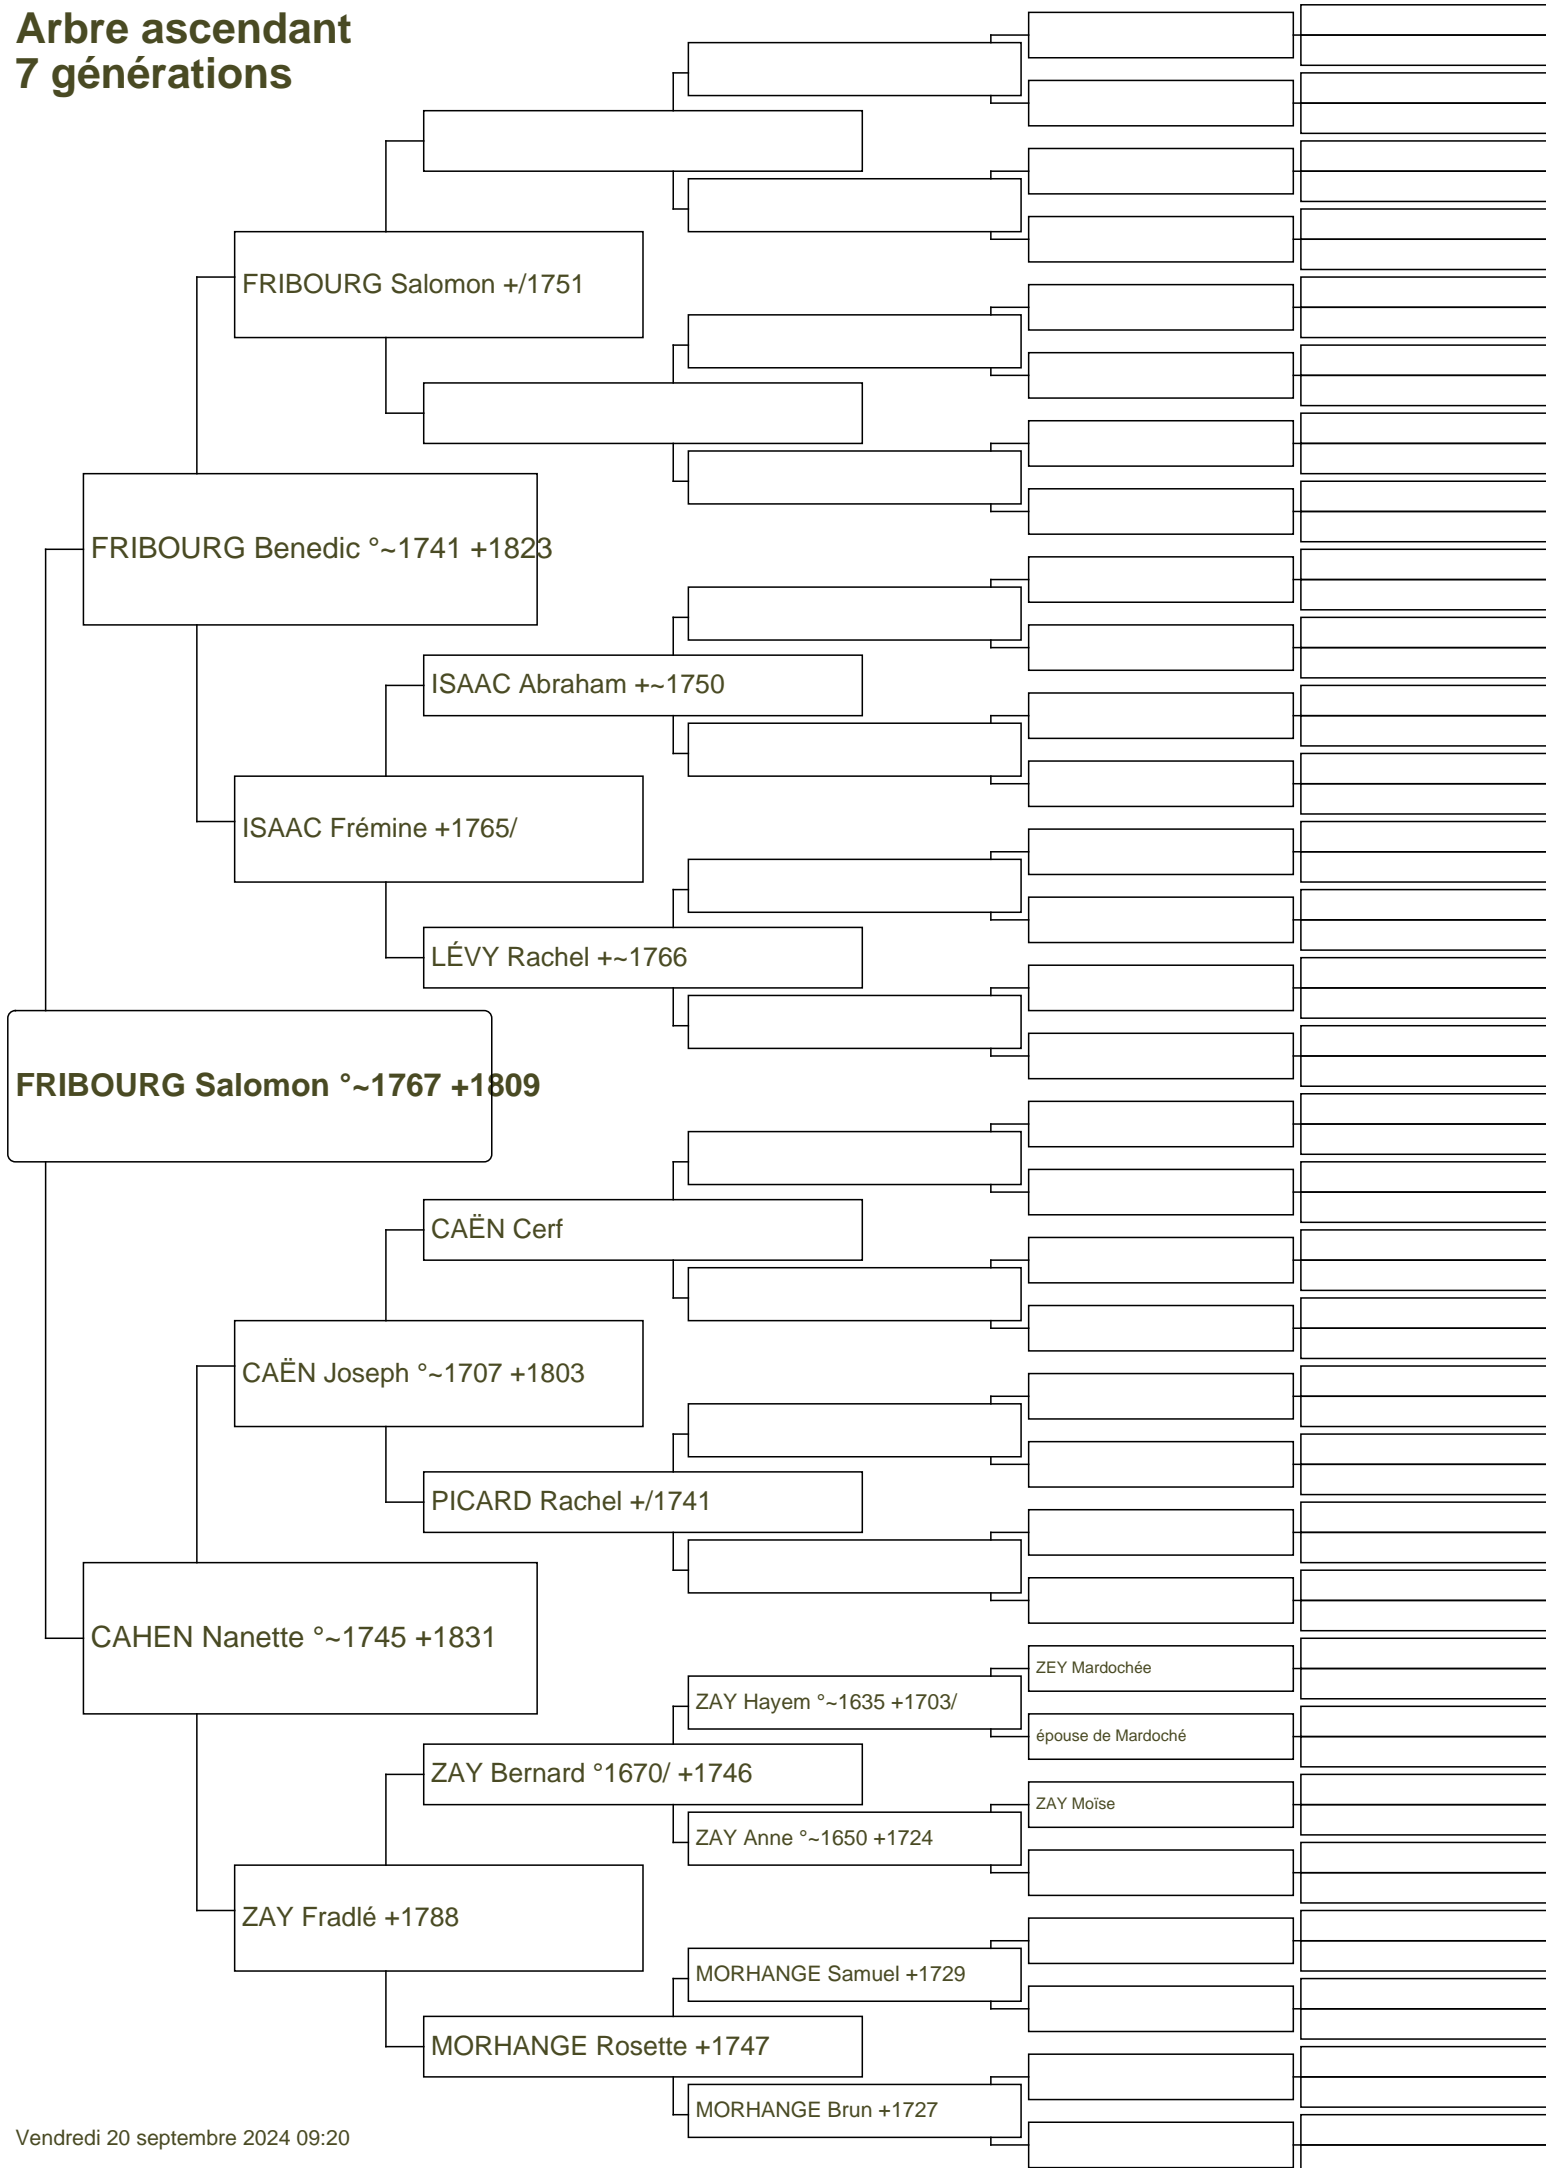 Arbre ascendant
7 générations
FRIBOURG Salomon +/1751
FRIBOURG Benedic °~1741 +1823
ISAAC Abraham +~1750
ISAAC Frémine +1765/
LÉVY Rachel +~1766
FRIBOURG Salomon °~1767 +1809
CAËN Cerf
CAËN Joseph °~1707 +1803
PICARD Rachel +/1741
CAHEN Nanette °~1745 +1831
ZEY Mardochée
ZAY Hayem °~1635 +1703/
épouse de Mardoché
ZAY Bernard °1670/ +1746
ZAY Moïse
ZAY Anne °~1650 +1724
ZAY Fradlé +1788
MORHANGE Samuel +1729
MORHANGE Rosette +1747
MORHANGE Brun +1727
Vendredi 20 septembre 2024 09:20